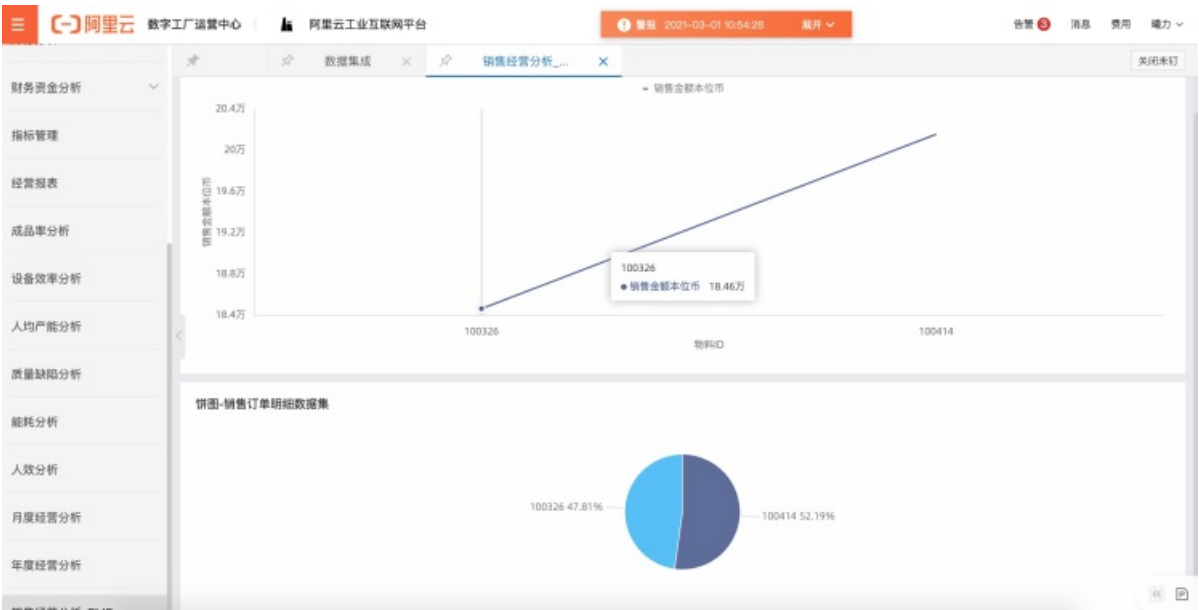 阿里云 数字工厂运营中心 阿里云工业互联网平台 警报 2021-03-01 10:54:28 展开 告警 3 消息 费用 曦力
数据集成 销售经营分析_... 关闭未钉
财务资金分析
指标管理
经营报表
成品率分析
设备效率分析
人均产能分析
质量缺陷分析
能耗分析
人效分析
月度经营分析
年度经营分析
销售金额本位币
20.4万
20万
19.6万
19.2万
18.8万
18.4万
销售金额本位币
100326
销售金额本位币 18.46万
100326 100414
物料ID
饼图-销售订单明细数据集
100326 47.81%
100414 52.19%